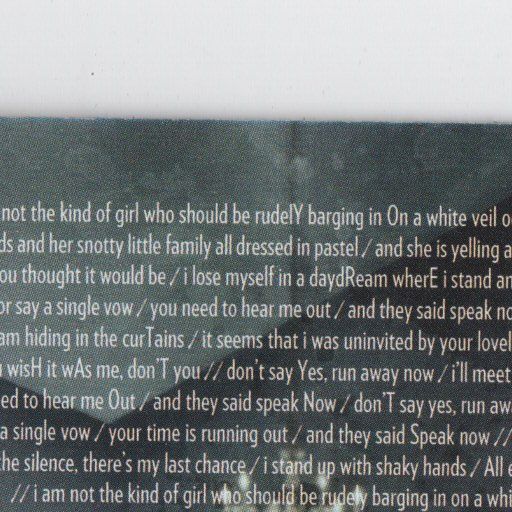 not the kind of girl who should be rudelY barging in On a white veil o
ds and her snotty little family all dressed in pastel / and she is yelling a
ou thought it would be / i lose myself in a daydReam wherE i stand an
or say a single vow / you need to hear me out / and they said speak no
am hiding in the curTains / it seems that i was uninvited by your lovel
wisH it wAs me, don'T you // don't say Yes, run away now / i'll meet
ed to hear me Out / and they said speak Now / don'T say yes, run aw
a single vow / your time is running out / and they said Speak now //
the silence, there's my last chance / i stand up with shaky hands / All e
// i am not the kind of girl who should be rudely barging in on a whi